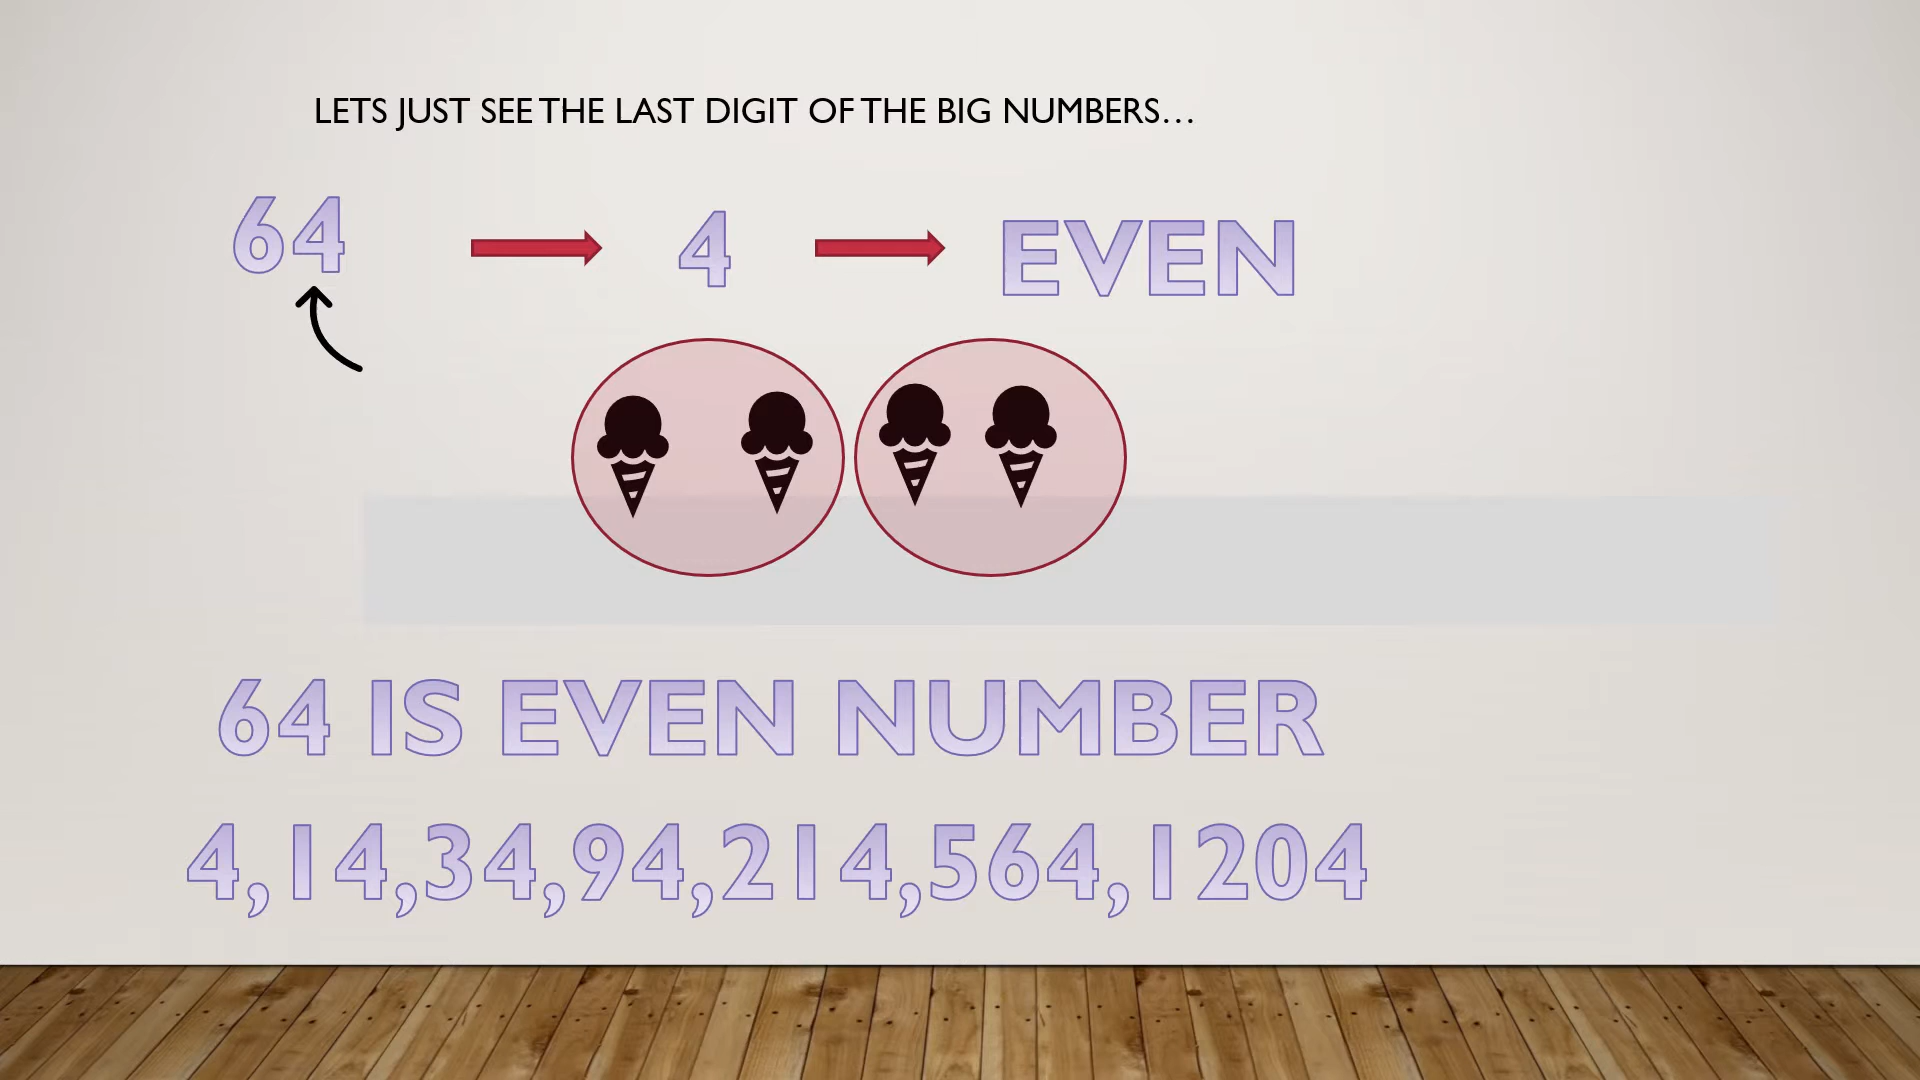 LETS JUST SEE THE LAST DIGIT OF THE BIG NUMBERS...
64 4 EVEN
64 IS EVEN NUMBER
4,14,34,94,214,564,1204